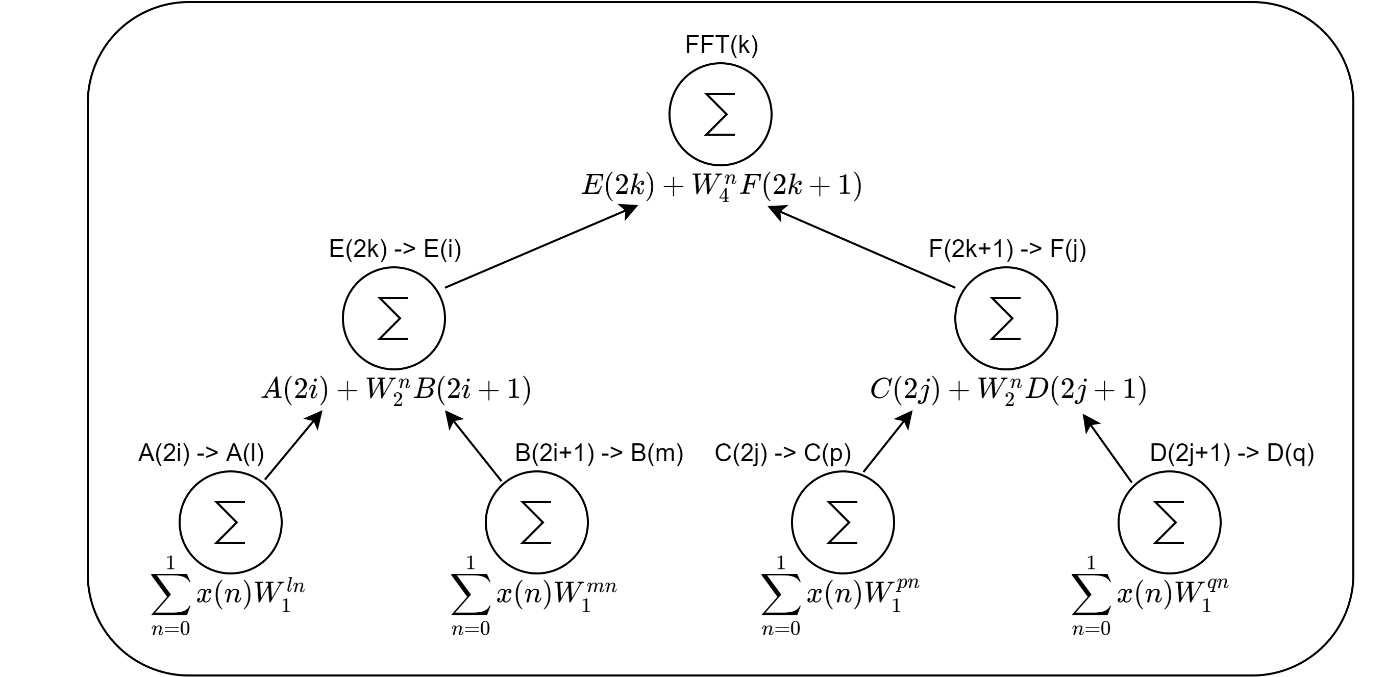 FFT(k)
∑
E(2k) + W_4^n F(2k + 1)
E(2k) -> E(i)
F(2k+1) -> F(j)
∑
∑
A(2i) + W_2^n B(2i + 1)
C(2j) + W_2^n D(2j + 1)
A(2i) -> A(l)
B(2i+1) -> B(m)
C(2j) -> C(p)
D(2j+1) -> D(q)
∑
∑
∑
∑
∑_{n=0}^{1} x(n)W_1^{ln}
∑_{n=0}^{1} x(n)W_1^{mn}
∑_{n=0}^{1} x(n)W_1^{pn}
∑_{n=0}^{1} x(n)W_1^{qn}